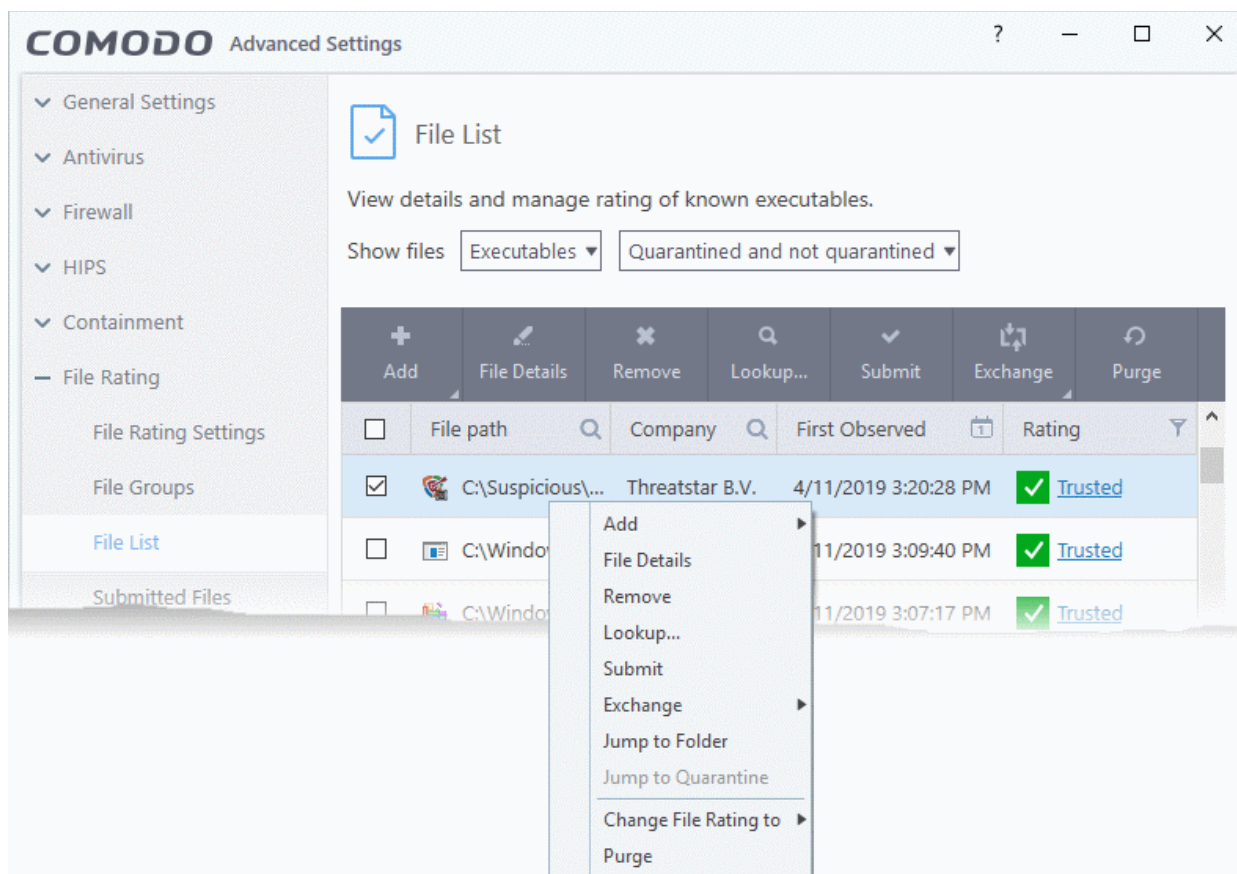 COMODO Advanced Settings
?
General Settings
Antivirus
Firewall
HIPS
Containment
File Rating
File Rating Settings
File Groups
File List
Submitted Files
File List
View details and manage rating of known executables.
Show files Executables Quarantined and not quarantined
Add File Details Remove Lookup... Submit Exchange Purge
File path Company 1 First Observed Rating
C:\Suspicious\... Threatstar B.V. 4/11/2019 3:20:28 PM Trusted
C:\Windo 11/2019 3:09:40 PM Trusted
C:\Windo 11/2019 3:07:17 PM Trusted
Add
File Details
Remove
Lookup...
Submit
Exchange
Jump to Folder
Jump to Quarantine
Change File Rating to
Purge